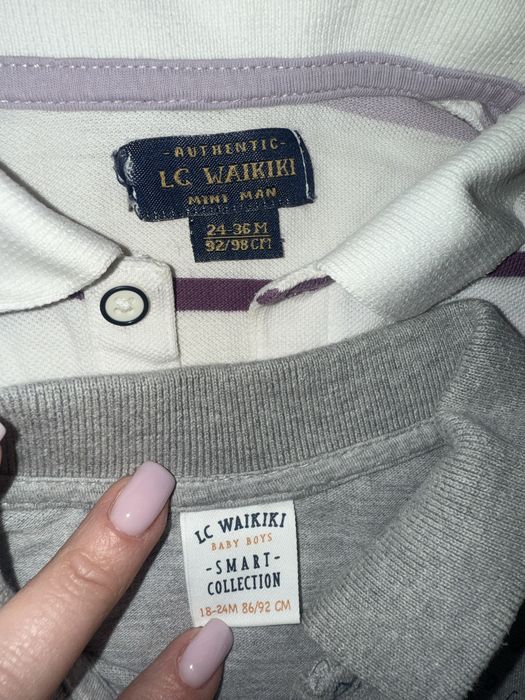 -AUTHENTIC-
LC WAIKIKI
MINI MAN
24-36 M
92/98 CM
LC WAIKIKI
BABY BOYS
-SMART-
COLLECTION
18-24M 86/92 CM